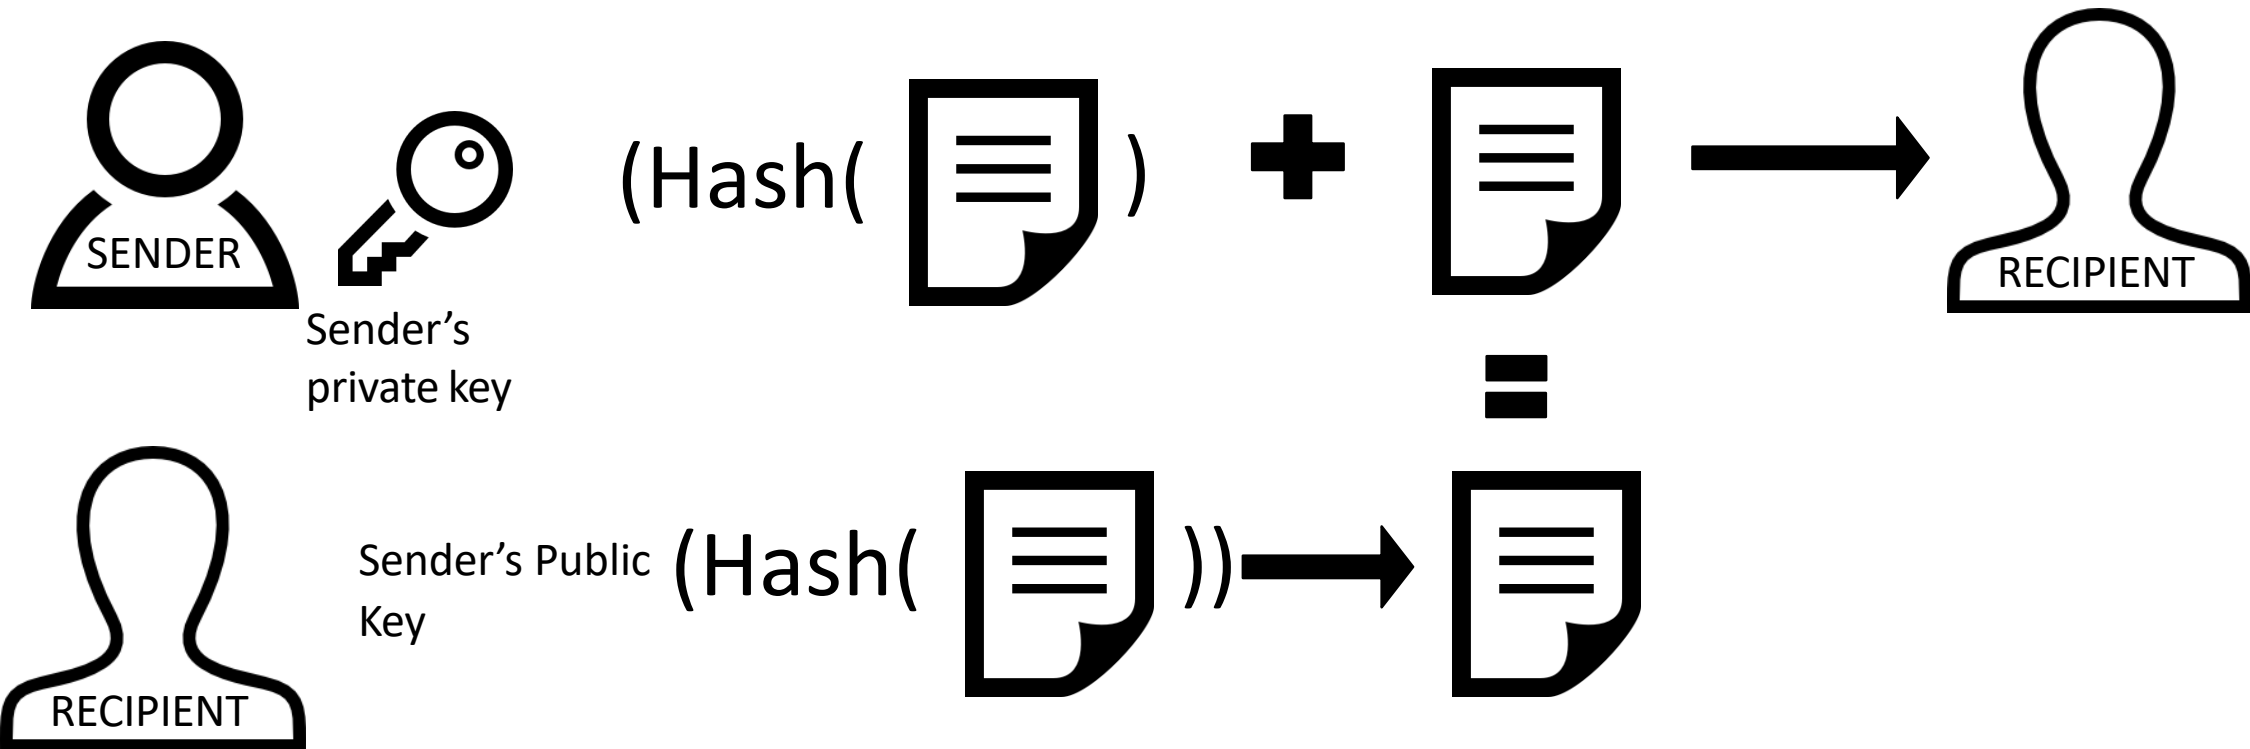 SENDER
Sender’s
private key
(Hash( )
RECIPIENT
RECIPIENT
Sender’s Public
Key
(Hash( ))